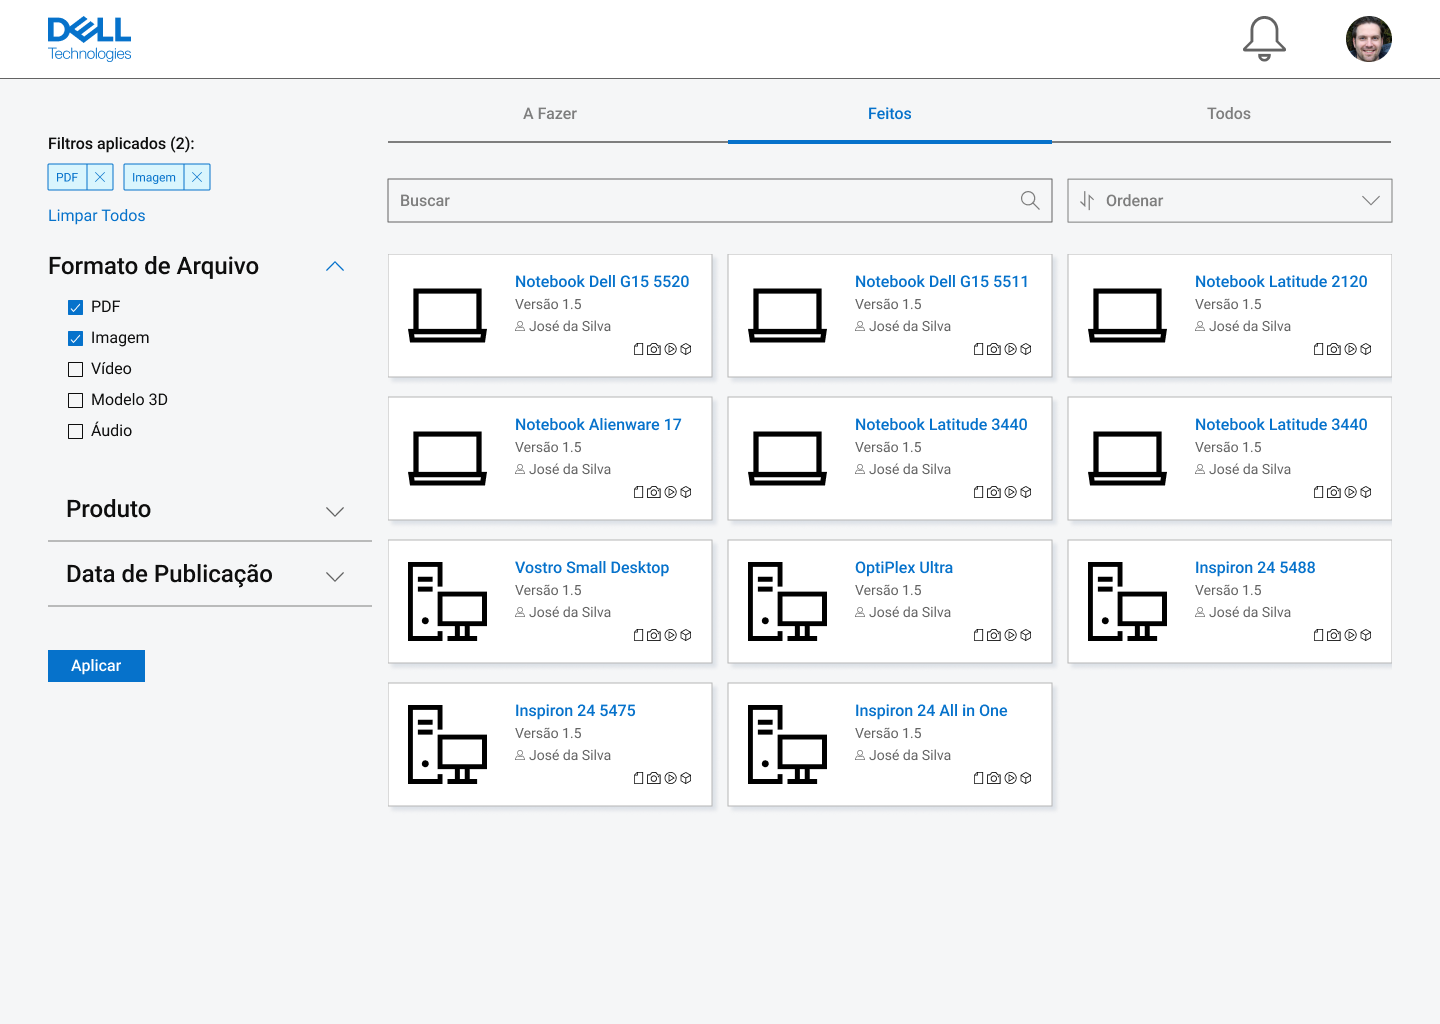 DELL
Technologies
A Fazer
Feitos
Todos
Filtros aplicados (2):
PDF
Imagem
Limpar Todos
Formato de Arquivo
PDF
Imagem
Vídeo
Modelo 3D
Áudio
Produto
Data de Publicação
Aplicar
Buscar
Ordenar
Notebook Dell G15 5520
Versão 1.5
José da Silva
Notebook Dell G15 5511
Versão 1.5
José da Silva
Notebook Latitude 2120
Versão 1.5
José da Silva
Notebook Alienware 17
Versão 1.5
José da Silva
Notebook Latitude 3440
Versão 1.5
José da Silva
Notebook Latitude 3440
Versão 1.5
José da Silva
Vostro Small Desktop
Versão 1.5
José da Silva
OptiPlex Ultra
Versão 1.5
José da Silva
Inspiron 24 5488
Versão 1.5
José da Silva
Inspiron 24 5475
Versão 1.5
José da Silva
Inspiron 24 All in One
Versão 1.5
José da Silva